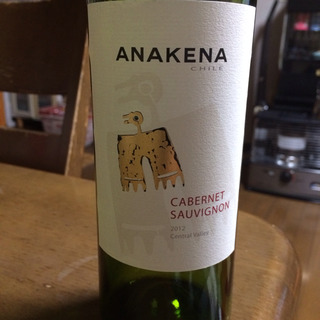 ANAKENA
CHILE
CABERNET
SAUVIGNON
2012
Central Valley